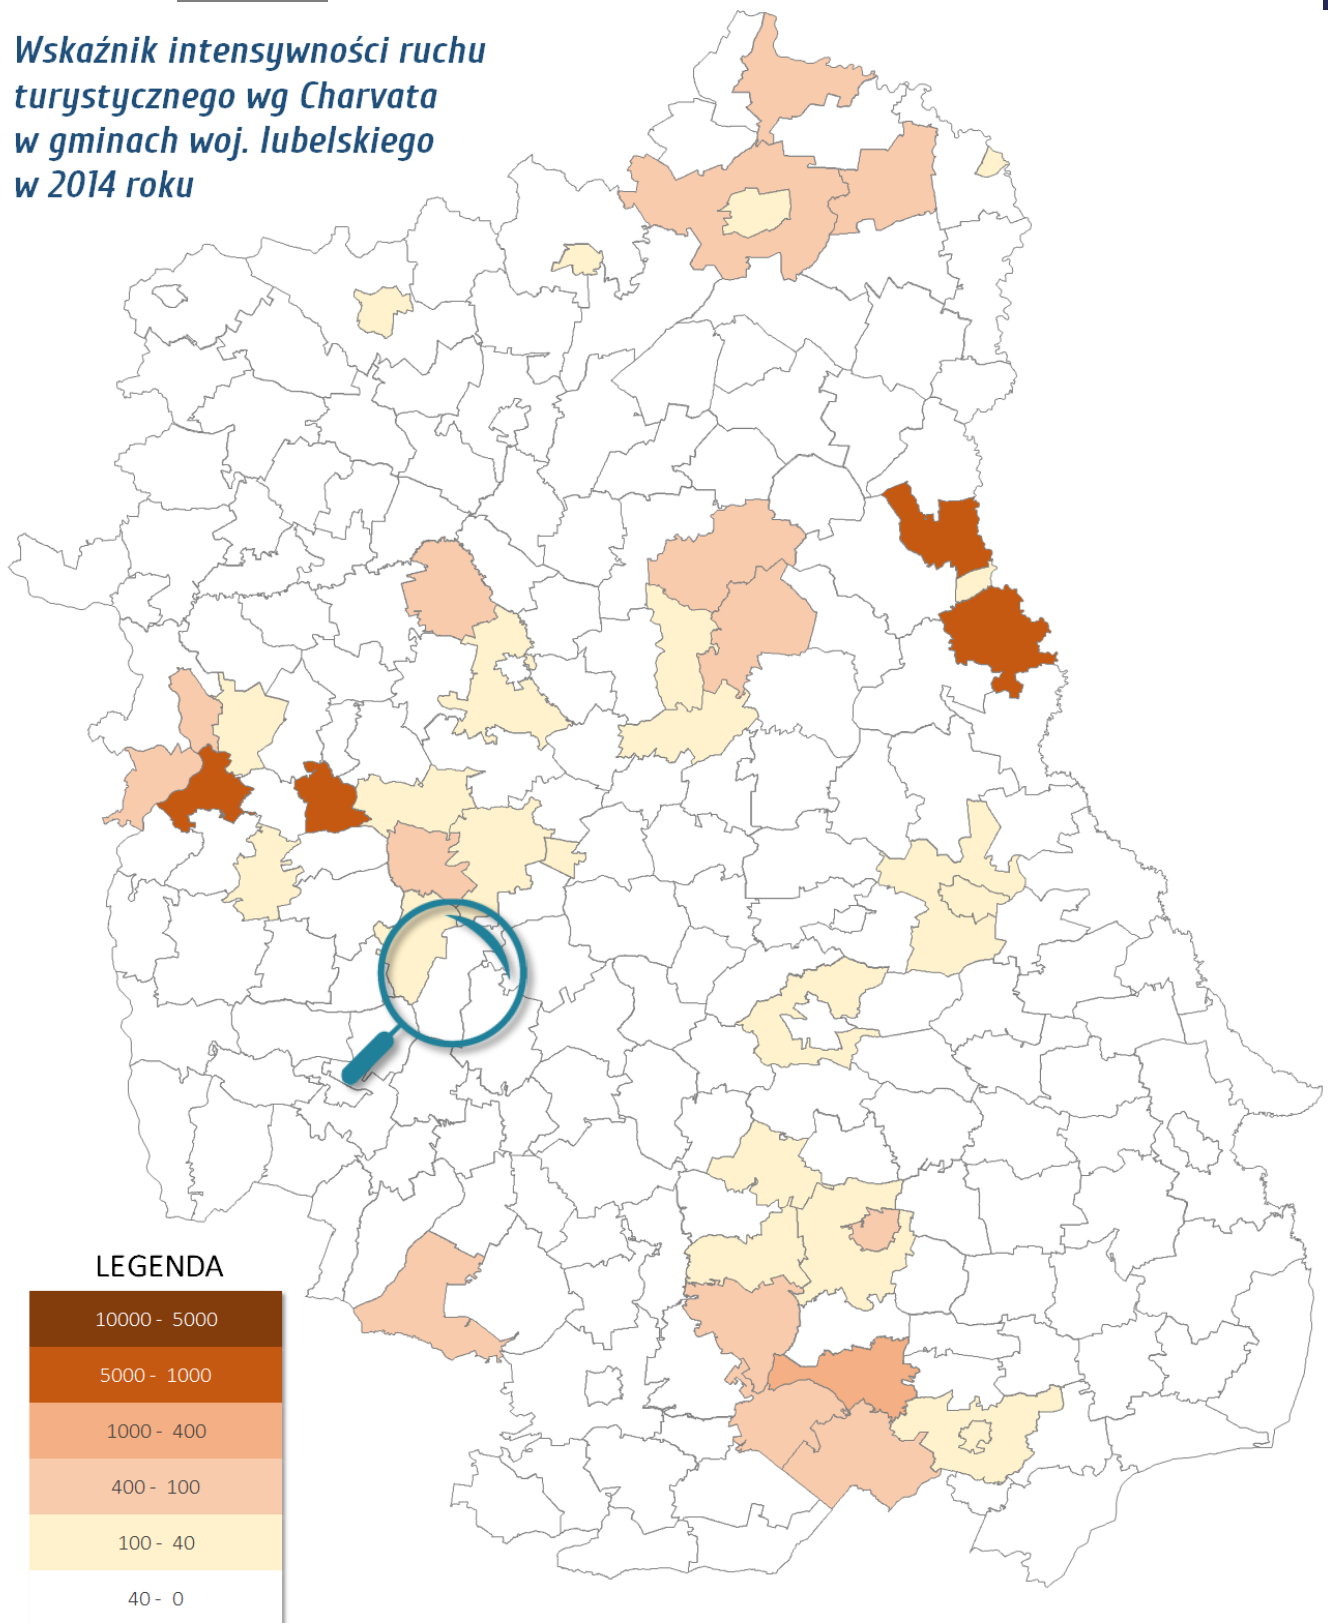 Wskaźnik intensywności ruchu
turystycznego wg Charvata
w gminach woj. lubelskiego
w 2014 roku
LEGENDA
10000 - 5000
5000 - 1000
1000 - 400
400 - 100
100 - 40
40 - 0